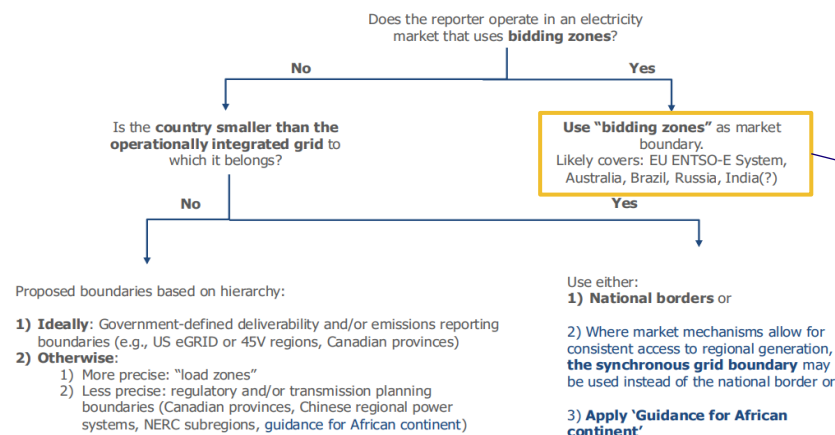 Does the reporter operate in an electricity
market that uses bidding zones?
No
Yes
Is the country smaller than the
operationally integrated grid to
which it belongs?
Use “bidding zones” as market
boundary.
Likely covers: EU ENTSO-E System,
Australia, Brazil, Russia, India(?)
No
Yes
Proposed boundaries based on hierarchy:
1) Ideally: Government-defined deliverability and/or emissions reporting
boundaries (e.g., US eGRID or 45V regions, Canadian provinces)
2) Otherwise:
1) More precise: “load zones”
2) Less precise: regulatory and/or transmission planning
boundaries (Canadian provinces, Chinese regional power
systems, NERC subregions, guidance for African continent)
Use either:
1) National borders or
2) Where market mechanisms allow for
consistent access to regional generation,
the synchronous grid boundary may
be used instead of the national border or
3) Apply ‘Guidance for African
continent’